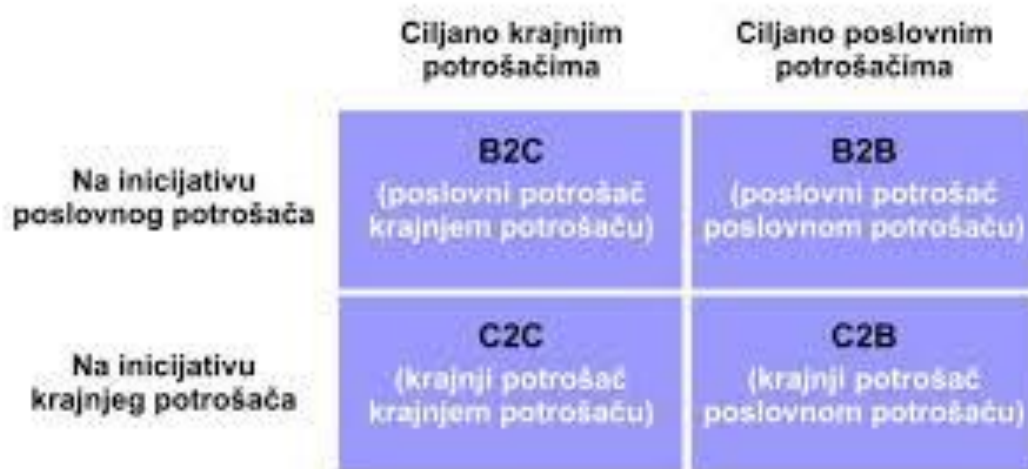 Ciljano krajnjim
potrošačima
Ciljano poslovnim
potrošačima
Na inicijativu
poslovnog potrošača
B2C
(poslovni potrošač
krajnjem potrošaču)
B2B
(poslovni potrošač
poslovnom potrošaču)
Na inicijativu
krajnjeg potrošača
C2C
(krajnji potrošač
krajnjem potrošaču)
C2B
(krajnji potrošač
poslovnom potrošaču)